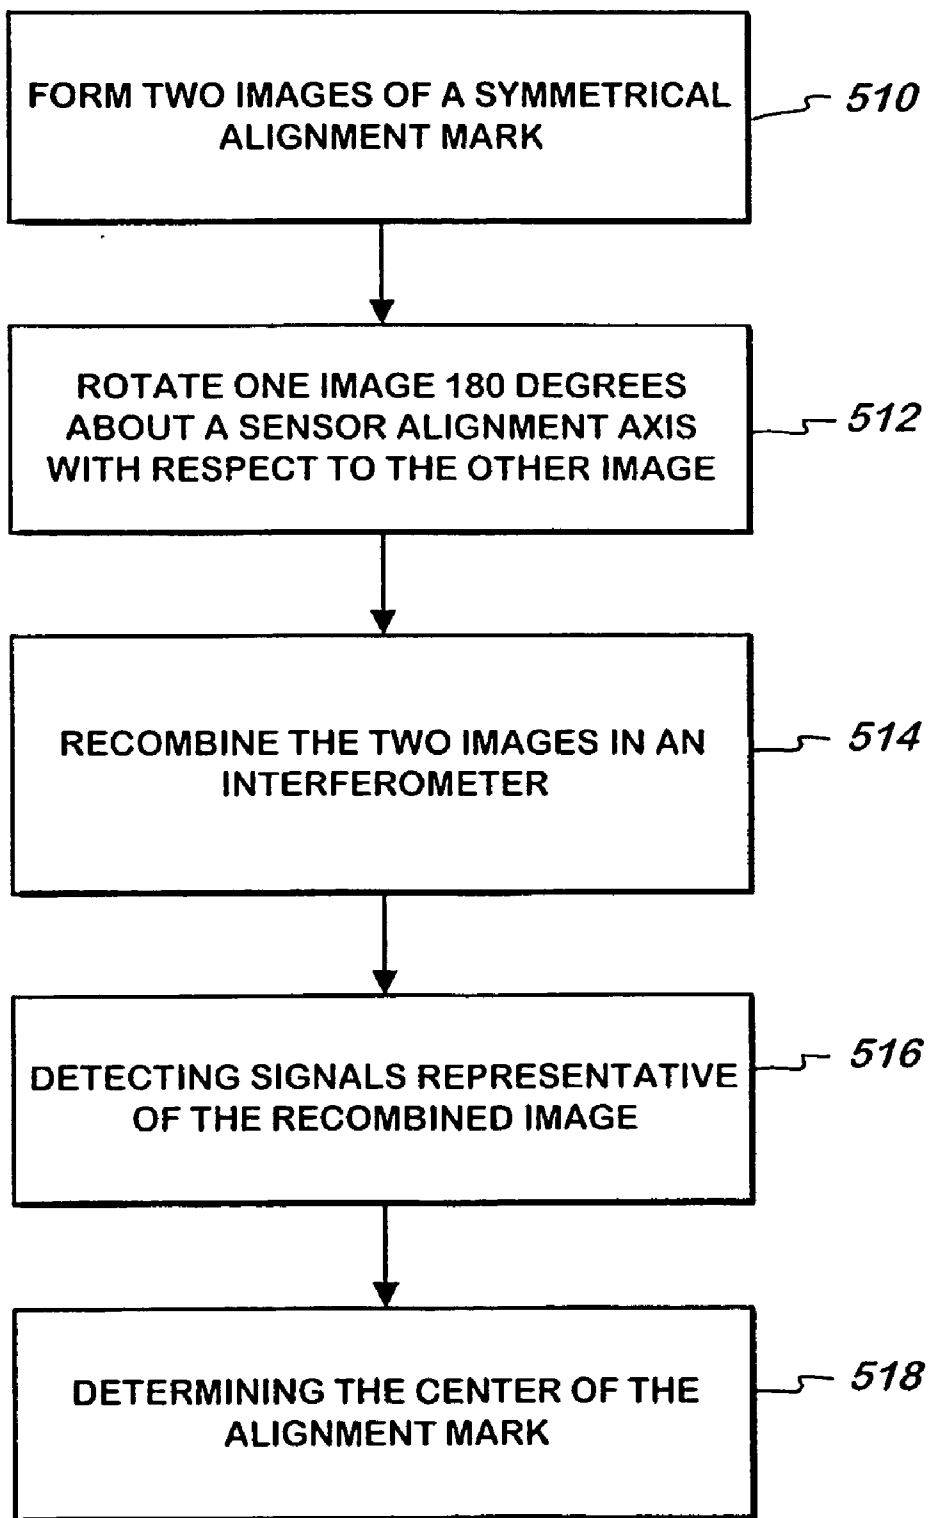 FORM TWO IMAGES OF A SYMMETRICAL
ALIGNMENT MARK
510
ROTATE ONE IMAGE 180 DEGREES
ABOUT A SENSOR ALIGNMENT AXIS
WITH RESPECT TO THE OTHER IMAGE
512
RECOMBINE THE TWO IMAGES IN AN
INTERFEROMETER
514
DETECTING SIGNALS REPRESENTATIVE
OF THE RECOMBINED IMAGE
516
DETERMINING THE CENTER OF THE
ALIGNMENT MARK
518